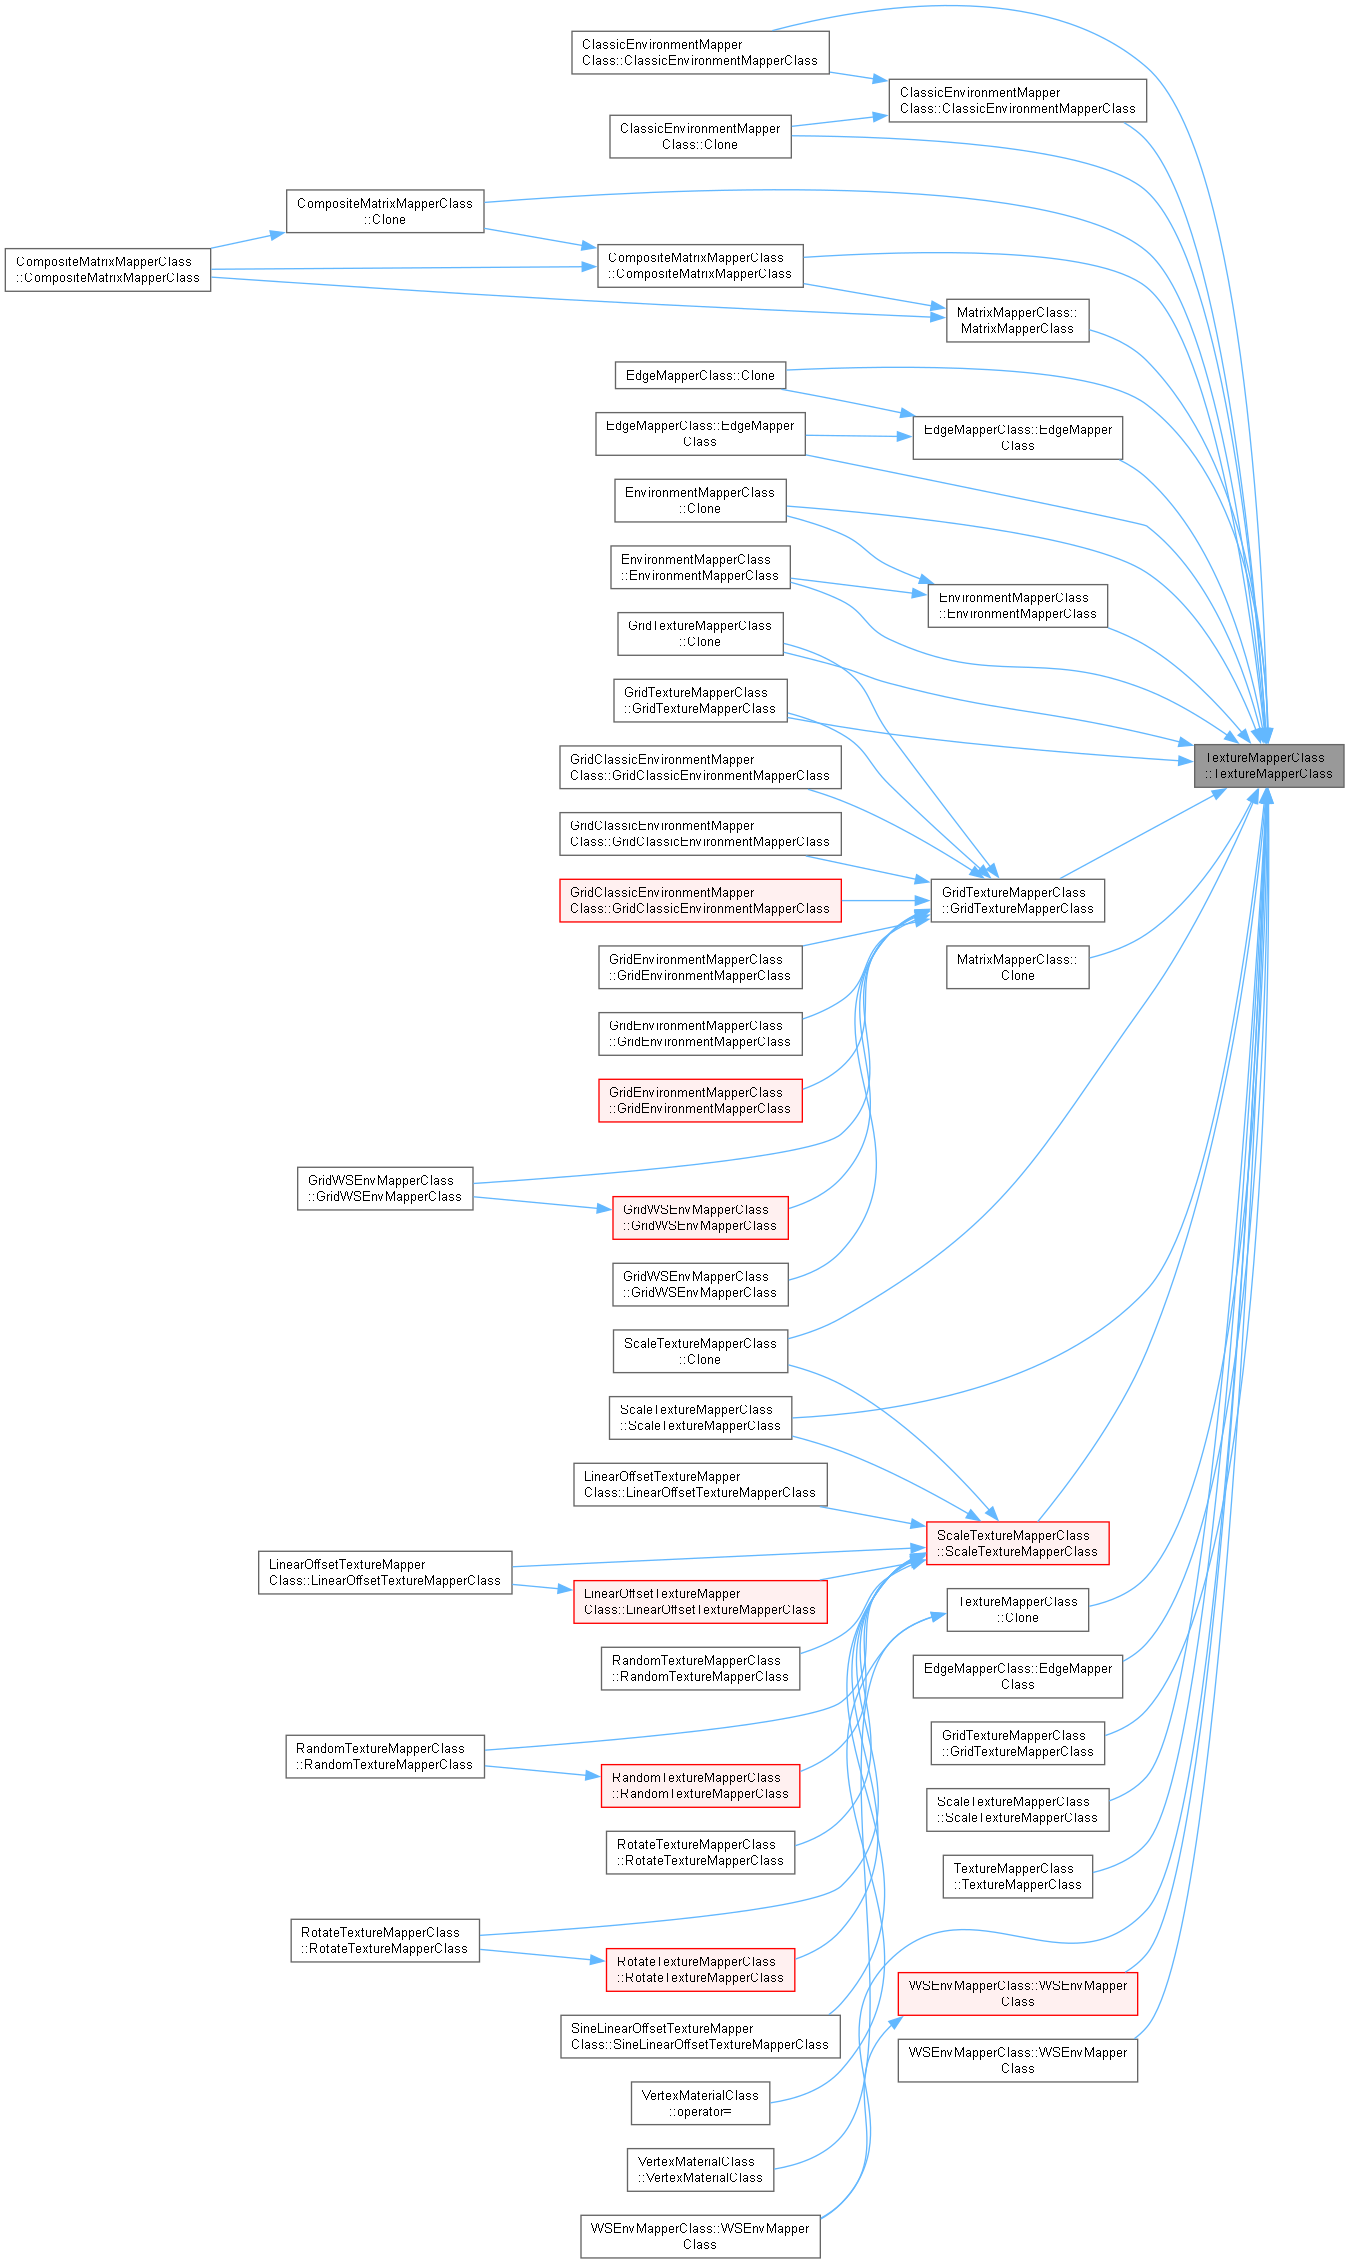 ClassicEnvironmentMapper
Class::ClassicEnvironmentMapperClass
ClassicEnvironmentMapper
Class::ClassicEnvironmentMapperClass
ClassicEnvironmentMapper
Class::Clone
CompositeMatrixMapperClass
::Clone
CompositeMatrixMapperClass
::CompositeMatrixMapperClass
CompositeMatrixMapperClass
::CompositeMatrixMapperClass
MatrixMapperClass::
MatrixMapperClass
EdgeMapperClass::Clone
EdgeMapperClass::EdgeMapper
Class
EdgeMapperClass::EdgeMapper
Class
EnvironmentMapperClass
::Clone
EnvironmentMapperClass
::EnvironmentMapperClass
EnvironmentMapperClass
::EnvironmentMapperClass
GridTextureMapperClass
::Clone
GridTextureMapperClass
::GridTextureMapperClass
TextureMapperClass
::TextureMapperClass
GridClassicEnvironmentMapper
Class::GridClassicEnvironmentMapperClass
GridClassicEnvironmentMapper
Class::GridClassicEnvironmentMapperClass
GridClassicEnvironmentMapper
Class::GridClassicEnvironmentMapperClass
GridTextureMapperClass
::GridTextureMapperClass
GridEnvironmentMapperClass
::GridEnvironmentMapperClass
MatrixMapperClass::
Clone
GridEnvironmentMapperClass
::GridEnvironmentMapperClass
GridEnvironmentMapperClass
::GridEnvironmentMapperClass
GridWSEnvMapperClass
::GridWSEnvMapperClass
GridWSEnvMapperClass
::GridWSEnvMapperClass
GridWSEnvMapperClass
::GridWSEnvMapperClass
ScaleTextureMapperClass
::Clone
ScaleTextureMapperClass
::ScaleTextureMapperClass
LinearOffsetTextureMapper
Class::LinearOffsetTextureMapperClass
ScaleTextureMapperClass
::ScaleTextureMapperClass
LinearOffsetTextureMapper
Class::LinearOffsetTextureMapperClass
LinearOffsetTextureMapper
Class::LinearOffsetTextureMapperClass
TextureMapperClass
::Clone
RandomTextureMapperClass
::RandomTextureMapperClass
EdgeMapperClass::EdgeMapper
Class
RandomTextureMapperClass
::RandomTextureMapperClass
GridTextureMapperClass
::GridTextureMapperClass
RandomTextureMapperClass
::RandomTextureMapperClass
ScaleTextureMapperClass
::ScaleTextureMapperClass
RotateTextureMapperClass
::RotateTextureMapperClass
TextureMapperClass
::TextureMapperClass
RotateTextureMapperClass
::RotateTextureMapperClass
RotateTextureMapperClass
::RotateTextureMapperClass
WSEnvMapperClass::WSEnvMapper
Class
SineLinearOffsetTextureMapper
Class::SineLinearOffsetTextureMapperClass
WSEnvMapperClass::WSEnvMapper
Class
VertexMaterialClass
::operator=
VertexMaterialClass
::VertexMaterialClass
WSEnvMapperClass::WSEnvMapper
Class